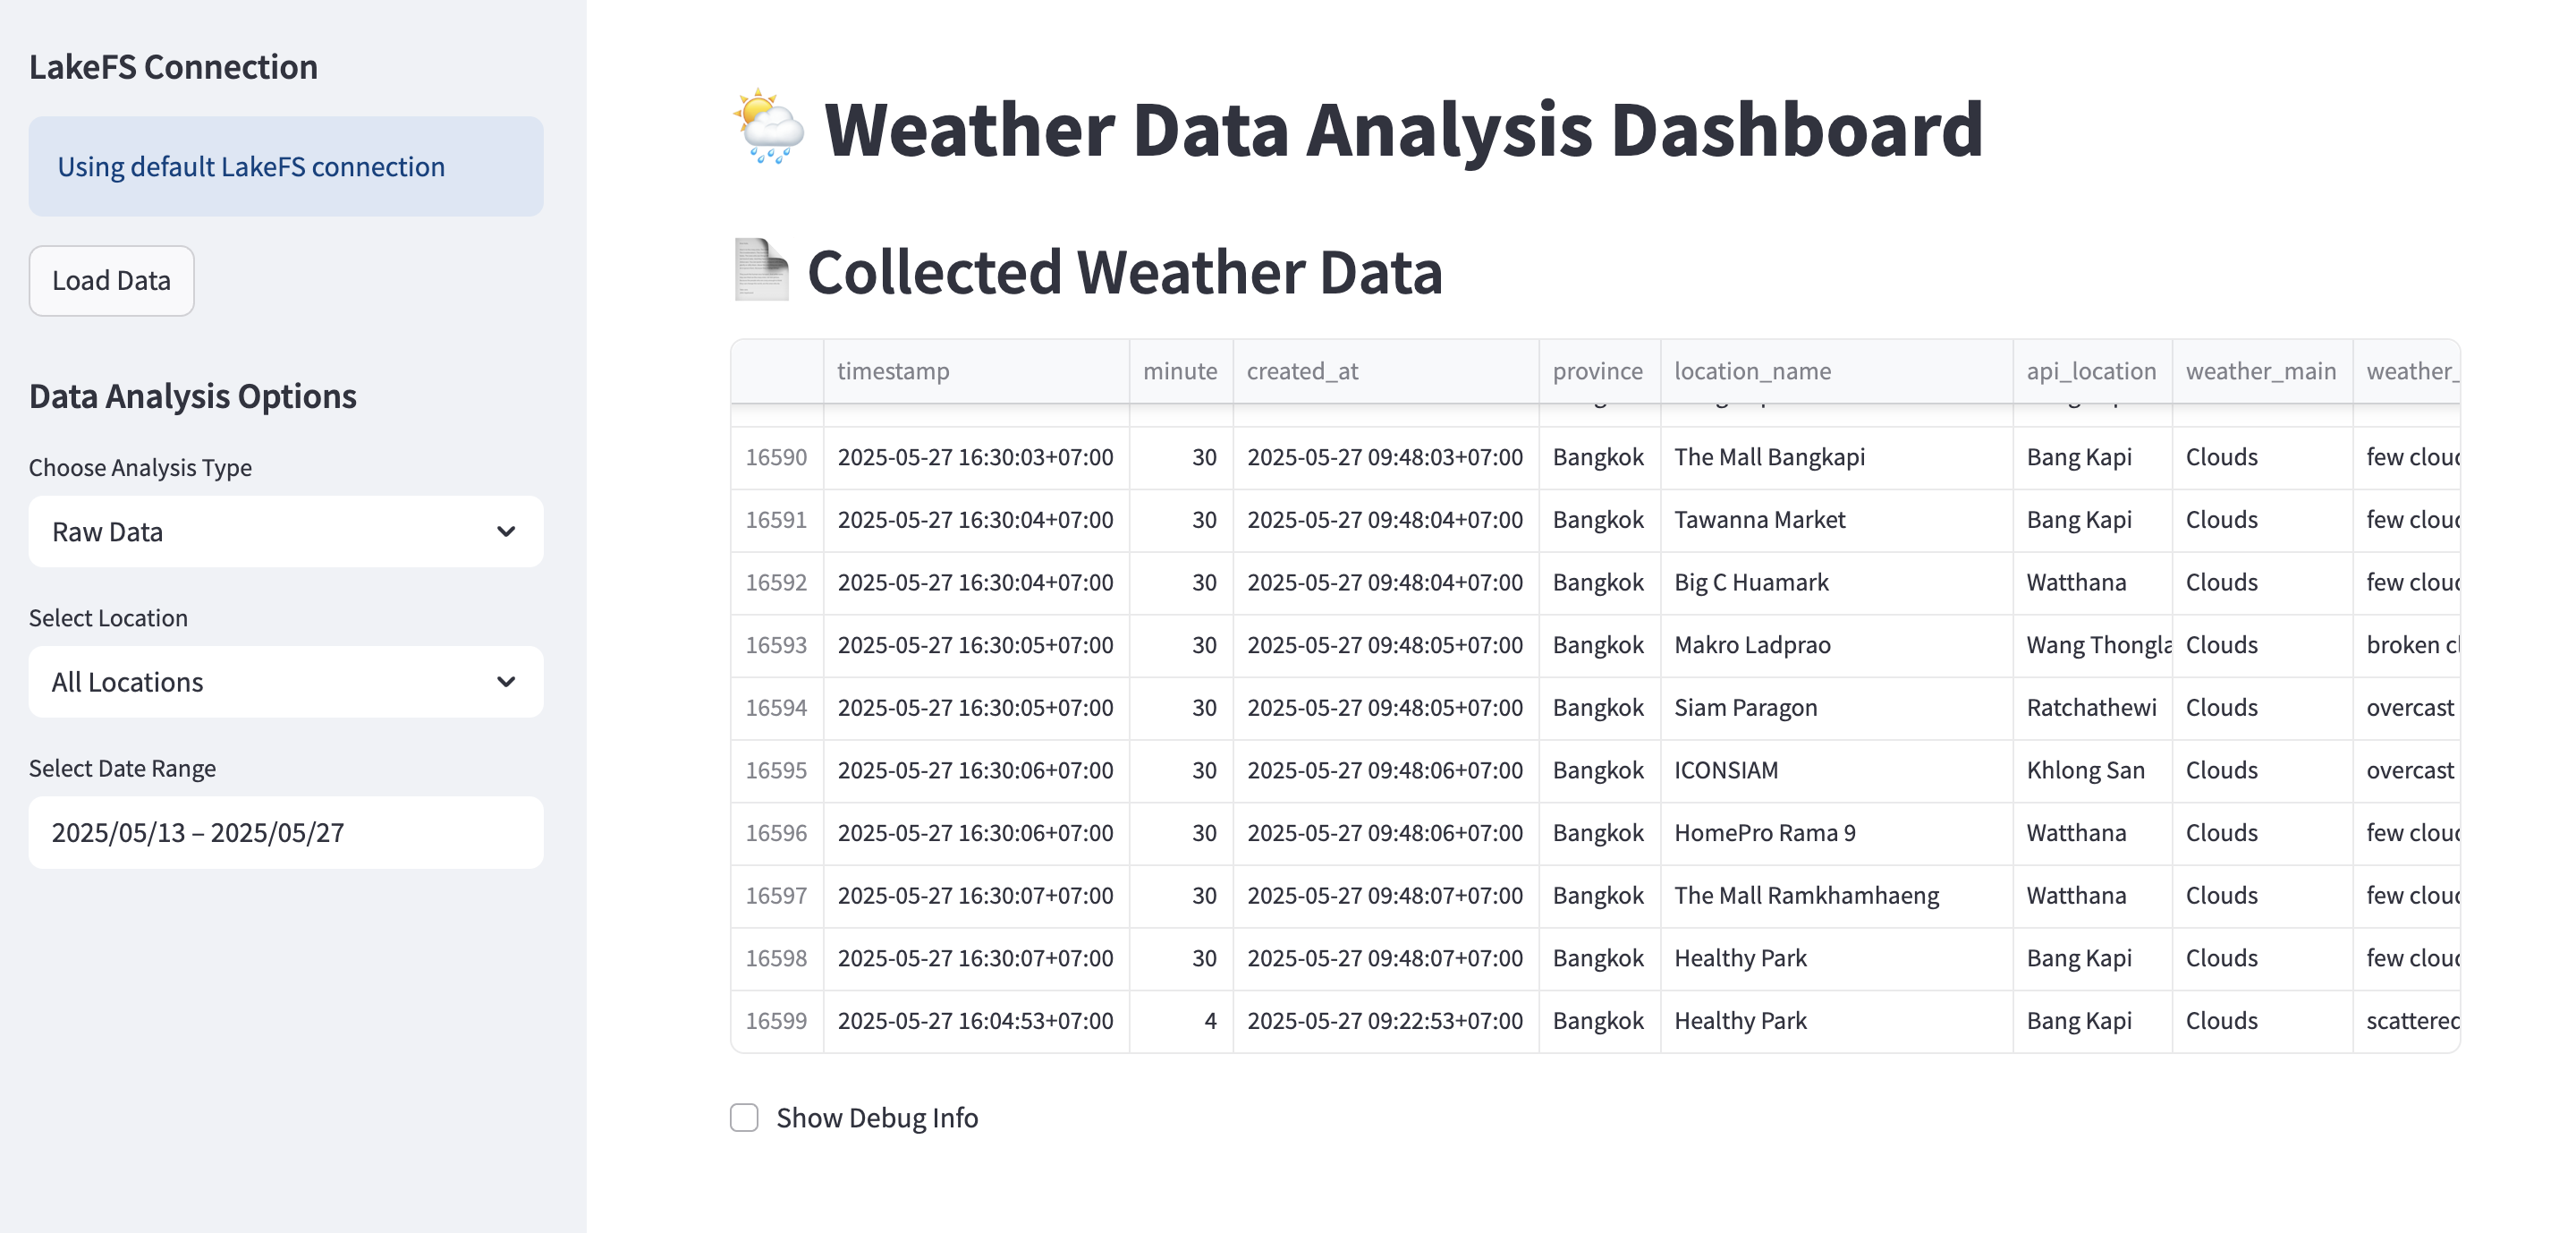 LakeFS Connection
Using default LakeFS connection
Load Data
Data Analysis Options
Choose Analysis Type
Raw Data
Select Location
All Locations
Select Date Range
2025/05/13 – 2025/05/27
Weather Data Analysis Dashboard
Collected Weather Data
timestamp minute created_at province location_name api_location weather_main weather_
16590 2025-05-27 16:30:03+07:00 30 2025-05-27 09:48:03+07:00 Bangkok The Mall Bangkapi Bang Kapi Clouds few
16591 2025-05-27 16:30:04+07:00 30 2025-05-27 09:48:04+07:00 Bangkok Tawanna Market Bang Kapi Clouds few
16592 2025-05-27 16:30:04+07:00 30 2025-05-27 09:48:04+07:00 Bangkok Big C Huamark Watthana Clouds few
16593 2025-05-27 16:30:05+07:00 30 2025-05-27 09:48:05+07:00 Bangkok Makro Ladprao Wang Clouds broken
16594 2025-05-27 16:30:05+07:00 30 2025-05-27 09:48:05+07:00 Bangkok Siam Paragon Ratchathewi Clouds overcast
16595 2025-05-27 16:30:06+07:00 30 2025-05-27 09:48:06+07:00 Bangkok ICONSIAM Khlong San Clouds overcast
16596 2025-05-27 16:30:06+07:00 30 2025-05-27 09:48:06+07:00 Bangkok HomePro Rama 9 Watthana Clouds few
16597 2025-05-27 16:30:07+07:00 30 2025-05-27 09:48:07+07:00 Bangkok The Mall Ramkhamhaeng Watthana Clouds few
16598 2025-05-27 16:30:07+07:00 30 2025-05-27 09:48:07+07:00 Bangkok Healthy Park Bang Kapi Clouds few
16599 2025-05-27 16:04:53+07:00 4 2025-05-27 09:22:53+07:00 Bangkok Healthy Park Bang Kapi Clouds scattered
Show Debug Info